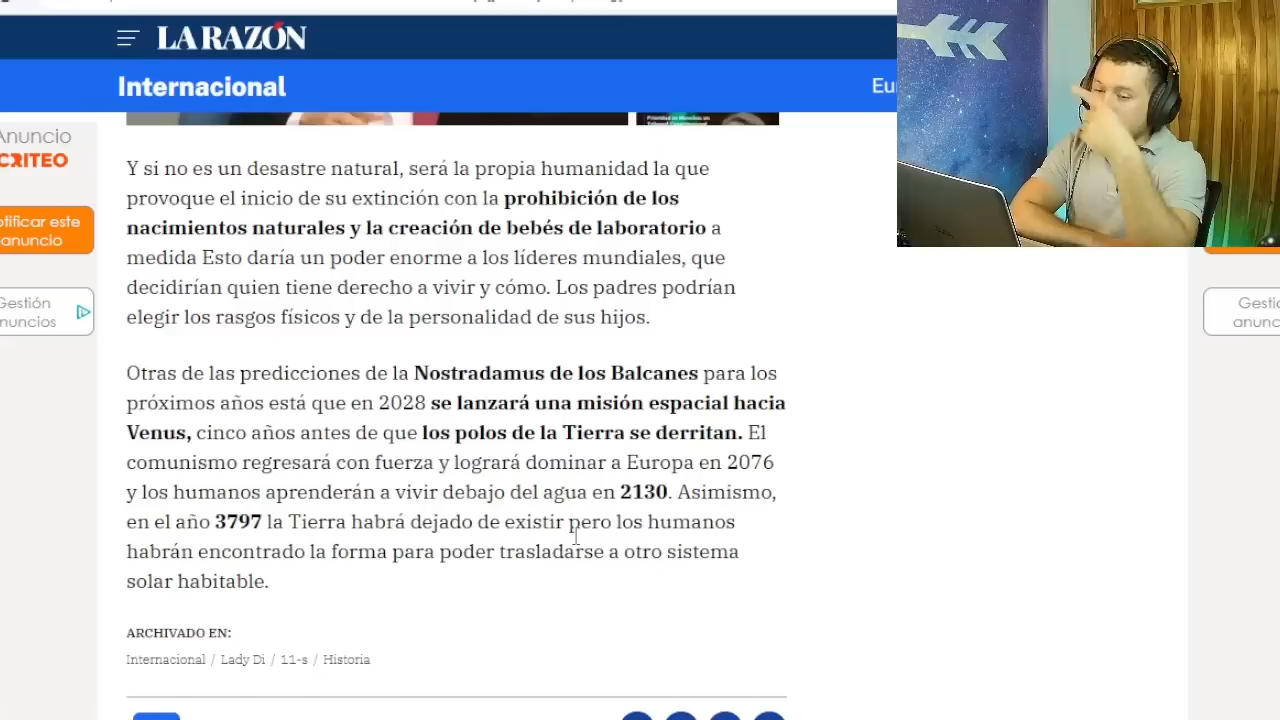 LA RAZÓN
Internacional
Anuncio
CRITEO
otificar este
anuncio
Gestión
nuncios
Y si no es un desastre natural, será la propia humanidad la que
provoque el inicio de su extinción con la prohibición de los
nacimientos naturales y la creación de bebés de laboratorio a
medida Esto daría un poder enorme a los líderes mundiales, que
decidirían quien tiene derecho a vivir y cómo. Los padres podrían
elegir los rasgos físicos y de la personalidad de sus hijos.
Otras de las predicciones de la Nostradamus de los Balcanes para los
próximos años está que en 2028 se lanzará una misión espacial hacia
Venus, cinco años antes de que los polos de la Tierra se derritan. El
comunismo regresará con fuerza y logrará dominar a Europa en 2076
y los humanos aprenderán a vivir debajo del agua en 2130. Asimismo,
en el año 3797 la Tierra habrá dejado de existir pero los humanos
habrán encontrado la forma para poder trasladarse a otro sistema
solar habitable.
ARCHIVADO EN:
Internacional / Lady Di / 11-s / Historia